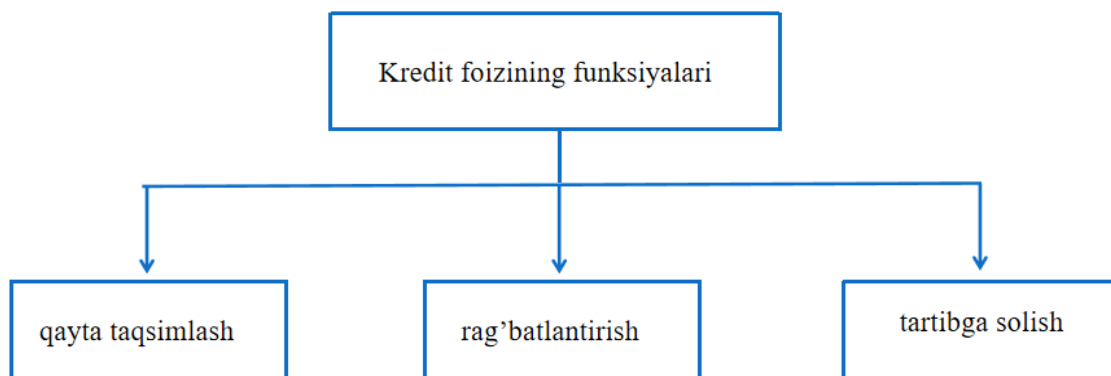 Kredit foizining funksiyalari
qayta taqsimlash
rag’batlantirish
tartibga solish